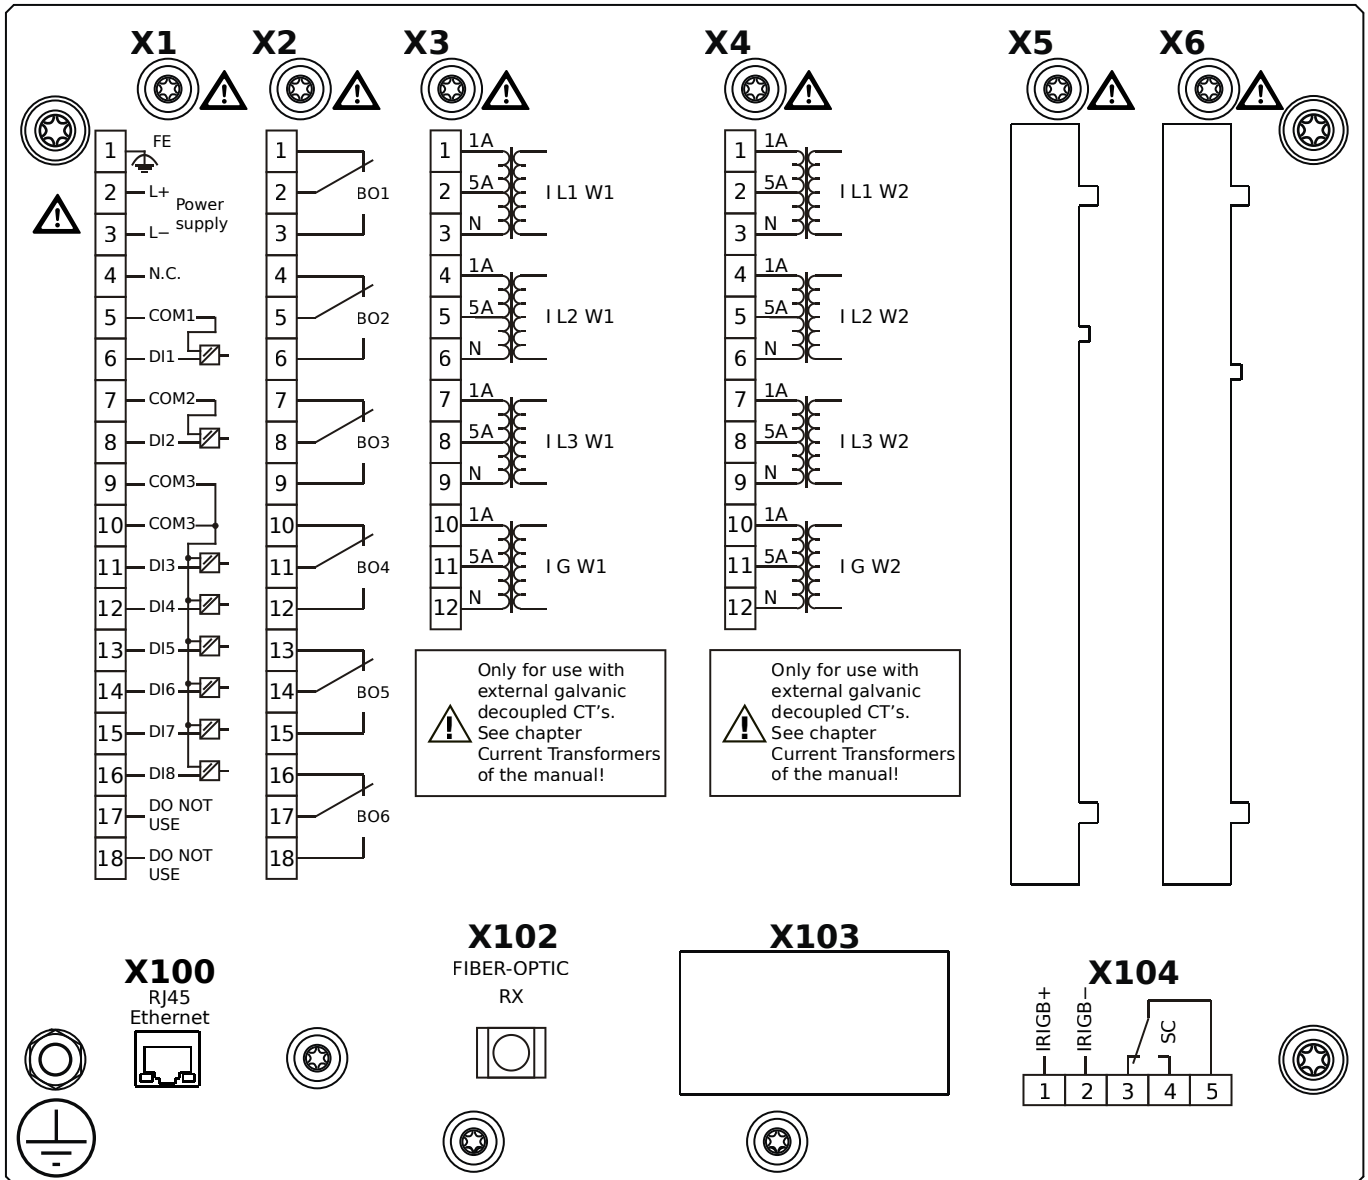 X1 X2 X3 X4 X5 X6
1 FE
2 L+ Power
3 L− supply
4 N.C.
5 COM1
6 DI1
7 COM2
8 DI2
9 COM3
10 COM3
11 DI3
12 DI4
13 DI5
14 DI6
15 DI7
16 DI8
17 DO NOT
USE
18 DO NOT
USE
1
2 BO1
3
4
5 BO2
6
7
8 BO3
9
10
11 BO4
12
13
14 BO5
15
16
17 BO6
18
1 1A
2 5A I L1 W1
3 N
4 1A
5 5A I L2 W1
6 N
7 1A
8 5A I L3 W1
9 N
10 1A
11 5A I G W1
12 N
Only for use with
external galvanic
decoupled CT's.
See chapter
Current Transformers
of the manual!
1 1A
2 5A I L1 W2
3 N
4 1A
5 5A I L2 W2
6 N
7 1A
8 5A I L3 W2
9 N
10 1A
11 5A I G W2
12 N
Only for use with
external galvanic
decoupled CT's.
See chapter
Current Transformers
of the manual!
X100
RJ45
Ethernet
X102
FIBER-OPTIC
RX
X103
X104
IRIGB+
IRIGB−
SC
1 2 3 4 5